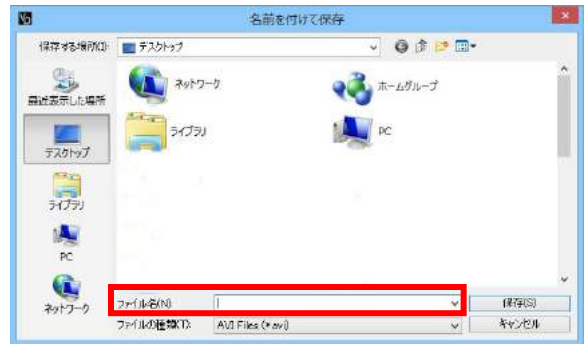 名前を付けて保存
保存する場所(I):
デスクトップ
最近表示した場所
デスクトップ
ライブラリ
PC
ネットワーク
ネットワーク
ホームグループ
ライブラリ
PC
ファイル名(N):
保存(S)
ファイルの種類(T):
AVI Files (*.avi)
キャンセル